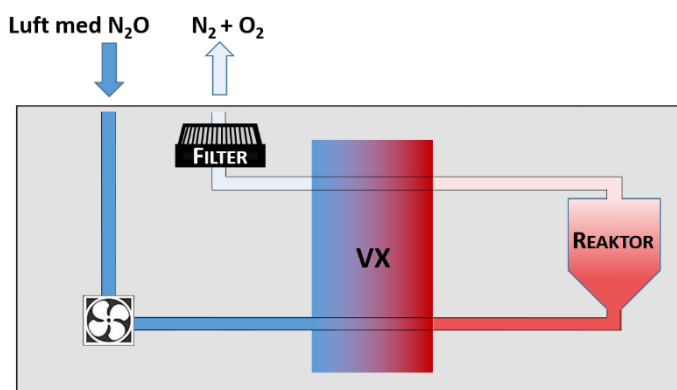 Luft med N₂O
N₂ + O₂
FILTER
REAKTOR
VX